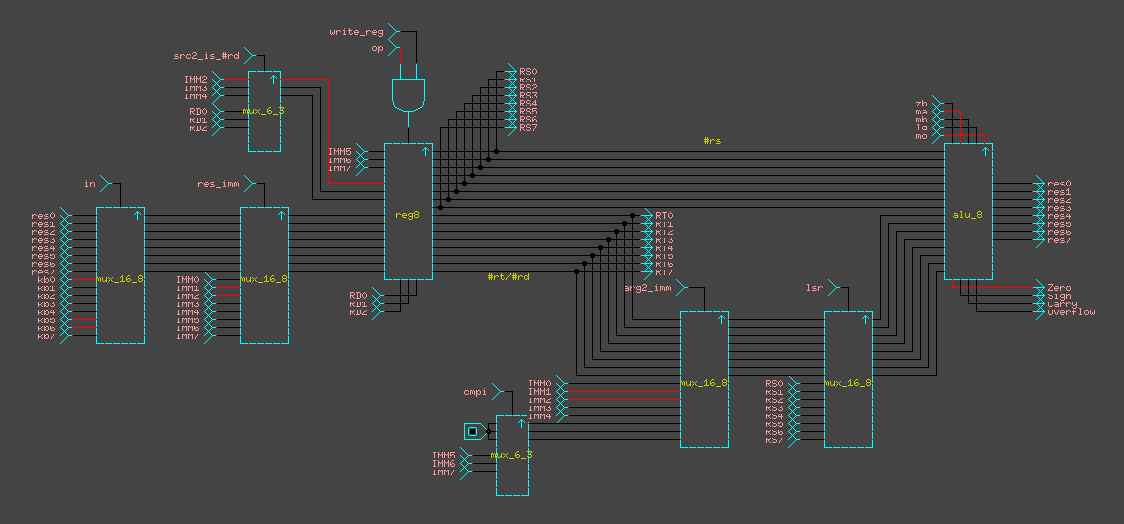 write_reg
op
src2_is_#rd
IMM2
IMM3
IMM4
RD0
RD1
RD2
mux_6_3
RS0
RS1
RS2
RS3
RS4
RS5
RS6
RS7
zh
ma
mh
la
mo
#rs
IMM5
IMM6
IMM7
reg8
alu_8
in
res_imm
res0
res1
res2
res3
res4
res5
res6
res7
kb0
kb1
kb2
kb3
kb4
kb5
kb6
kb7
mux_16_8
IMM0
IMM1
IMM2
IMM3
IMM4
IMM5
IMM6
IMM7
mux_16_8
RT0
RT1
RT2
RT3
RT4
RT5
RT6
RT7
#rt/#rd
RD0
RD1
RD2
res0
res1
res2
res3
res4
res5
res6
res7
Zero
Sign
Carry
Overflow
arg2_imm
lsr
mux_16_8
mux_16_8
cmpi
IMM0
IMM1
IMM2
IMM3
IMM4
RS0
RS1
RS2
RS3
RS4
RS5
RS6
RS7
IMM5
IMM6
IMM7
mux_6_3